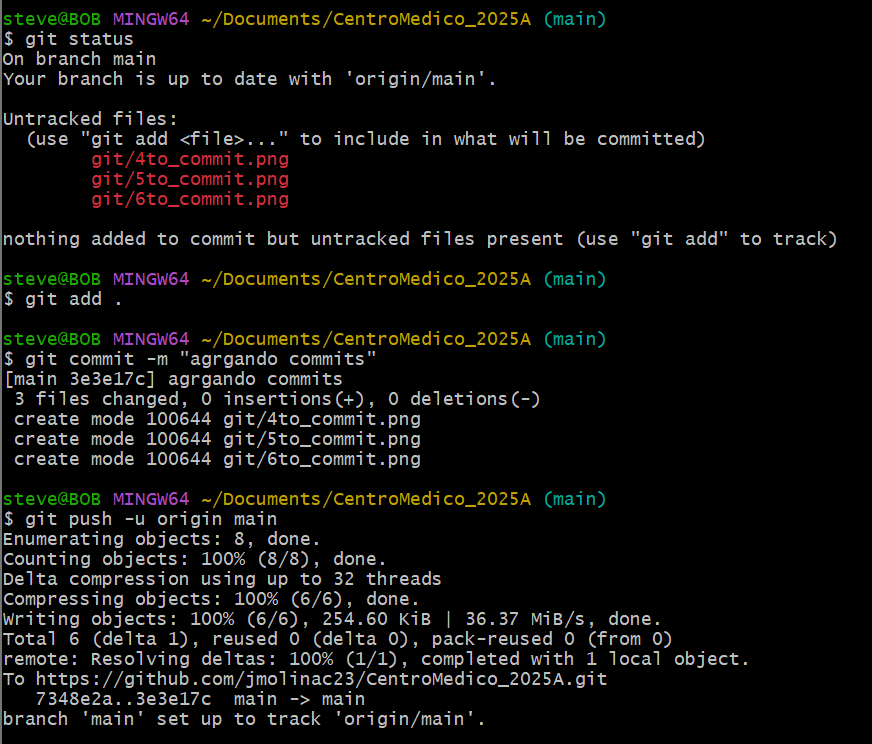 steve@BOB MINGW64 ~/Documents/CentroMedico_2025A (main)
$ git status
On branch main
Your branch is up to date with 'origin/main'.
Untracked files:
(use "git add <file>..." to include in what will be committed)
git/4to_commit.png
git/5to_commit.png
git/6to_commit.png
nothing added to commit but untracked files present (use "git add" to track)
steve@BOB MINGW64 ~/Documents/CentroMedico_2025A (main)
$ git add .
steve@BOB MINGW64 ~/Documents/CentroMedico_2025A (main)
$ git commit -m "agrgando commits"
[main 3e3e17c] agrgando commits
3 files changed, 0 insertions(+), 0 deletions(-)
create mode 100644 git/4to_commit.png
create mode 100644 git/5to_commit.png
create mode 100644 git/6to_commit.png
steve@BOB MINGW64 ~/Documents/CentroMedico_2025A (main)
$ git push -u origin main
Enumerating objects: 8, done.
Counting objects: 100% (8/8), done.
Delta compression using up to 32 threads
Compressing objects: 100% (6/6), done.
Writing objects: 100% (6/6), 254.60 KiB | 36.37 MiB/s, done.
Total 6 (delta 1), reused 0 (delta 0), pack-reused 0 (from 0)
remote: Resolving deltas: 100% (1/1), completed with 1 local object.
To https://github.com/jmolinac23/CentroMedico_2025A.git
7348e2a..3e3e17c  main -> main
branch 'main' set up to track 'origin/main'.